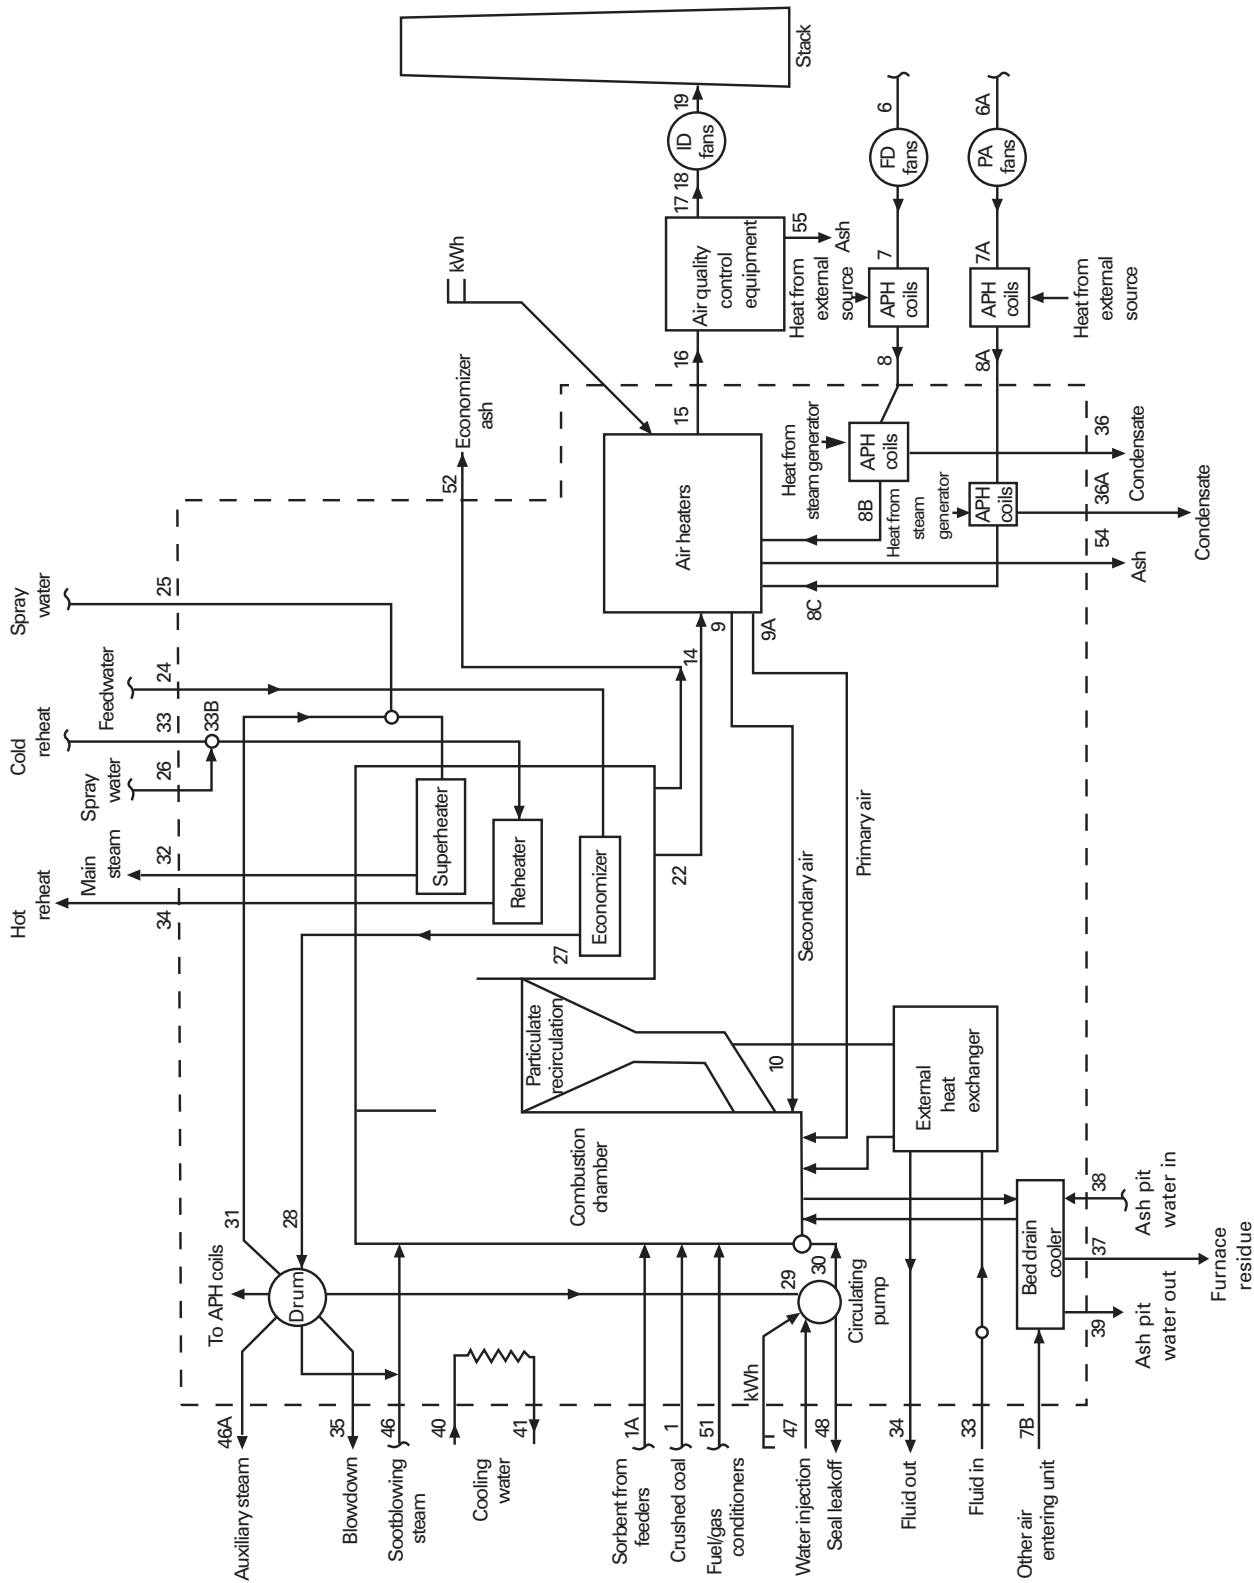 Stack
19
ID
fans
18
17
Air quality
control
equipment
55
Ash
16
15
kWh
6
FD
fans
7
APH
coils
Heat from
external
source
8
6A
PA
fans
7A
APH
coils
Heat from
external
source
8A
Economizer
ash
52
Air heaters
Heat from
steam generator
APH
coils
8B
Heat from
steam
generator
APH
coils
36
Condensate
36A
Condensate
54
Ash
8C
14
9
9A
Spray
water
25
Feedwater
24
Cold
reheat
33
33B
Spray
water
26
Main
steam
32
Hot
reheat
34
Superheater
Reheater
Economizer
27
22
Secondary air
Primary air
Particulate
recirculation
10
Combustion
chamber
External
heat
exchanger
31
28
To APH coils
Drum
29
30
Circulating
pump
Bed drain
cooler
38
Ash pit
water in
37
Furnace
residue
39
Ash pit
water out
46A
Auxiliary steam
35
Blowdown
46
Sootblowing
steam
40
41
Cooling
water
1A
Sorbent from
feeders
1
Crushed coal
51
Fuel/gas
conditioners
kWh
47
Water injection
48
Seal leakoff
34
Fluid out
33
Fluid in
7B
Other air
entering unit